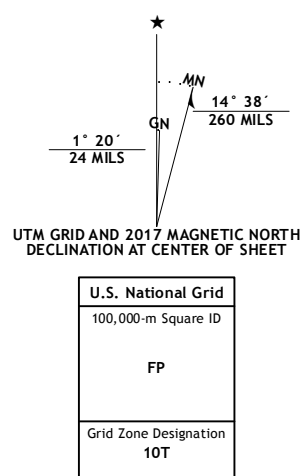 MN
GN
14° 38´
260 MILS
1° 20´
24 MILS
UTM GRID AND 2017 MAGNETIC NORTH
DECLINATION AT CENTER OF SHEET
U.S. National Grid
100,000-m Square ID
FP
Grid Zone Designation
10T